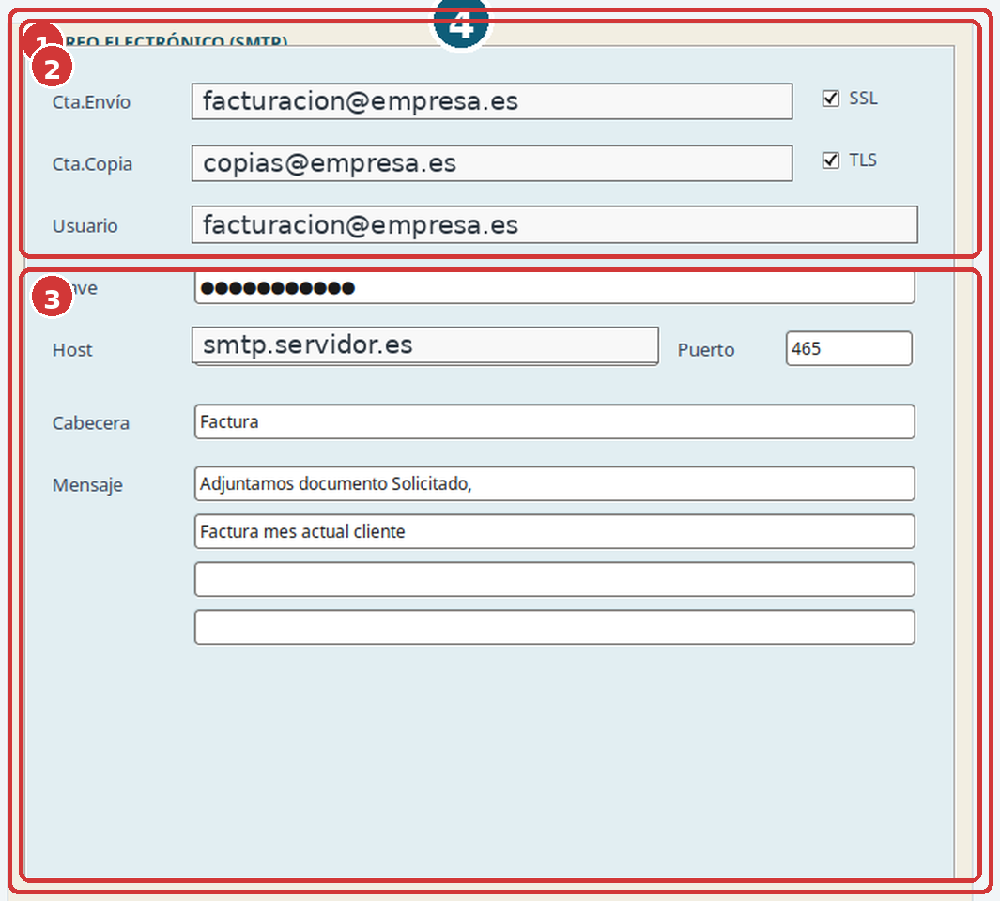 4
1 REO ELECTRÓNICO (SMTP)
2
Cta.Envío facturacion@empresa.es SSL
Cta.Copia copias@empresa.es TLS
Usuario facturacion@empresa.es
3 ave ●●●●●●●●●●●
Host smtp.servidor.es Puerto 465
Cabecera Factura
Mensaje Adjuntamos documento Solicitado,
Factura mes actual cliente